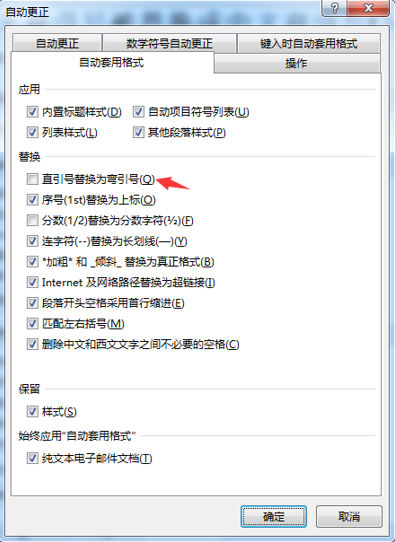 自动更正
自动更正 数学符号自动更正 键入时自动套用格式
自动套用格式 操作
应用
内置标题样式(D) 自动项目符号列表(U)
列表样式(L) 其他段落样式(P)
替换
直引号替换为弯引号(Q)
序号(1st)替换为上标(O)
分数(1/2)替换为分数字符(½)(F)
连字符(--)替换为长划线(—)(Y)
*加粗* 和 _倾斜_ 替换为真正格式(B)
Internet 及网络路径替换为超链接(I)
段落开头空格采用首行缩进(E)
匹配左右括号(M)
删除中文和西文文字之间不必要的空格(C)
保留
样式(S)
始终应用“自动套用格式”
纯文本电子邮件文档(T)
确定 取消